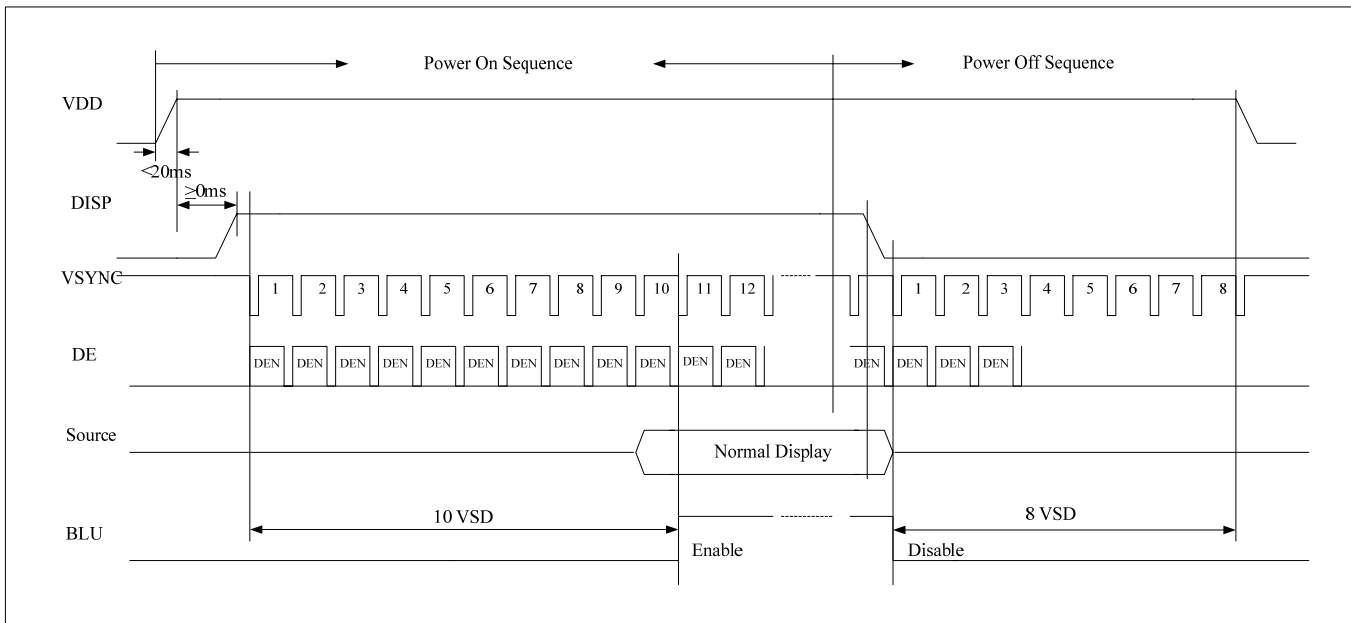 Power On Sequence
Power Off Sequence
VDD
<20ms
≥0ms
DISP
VSYNC
1 2 3 4 5 6 7 8 9 10 11 12 1 2 3 4 5 6 7 8
DE
DEN DEN DEN DEN DEN DEN DEN DEN DEN DEN DEN DEN DEN DEN DEN DEN
Source
Normal Display
10 VSD
8 VSD
BLU
Enable
Disable